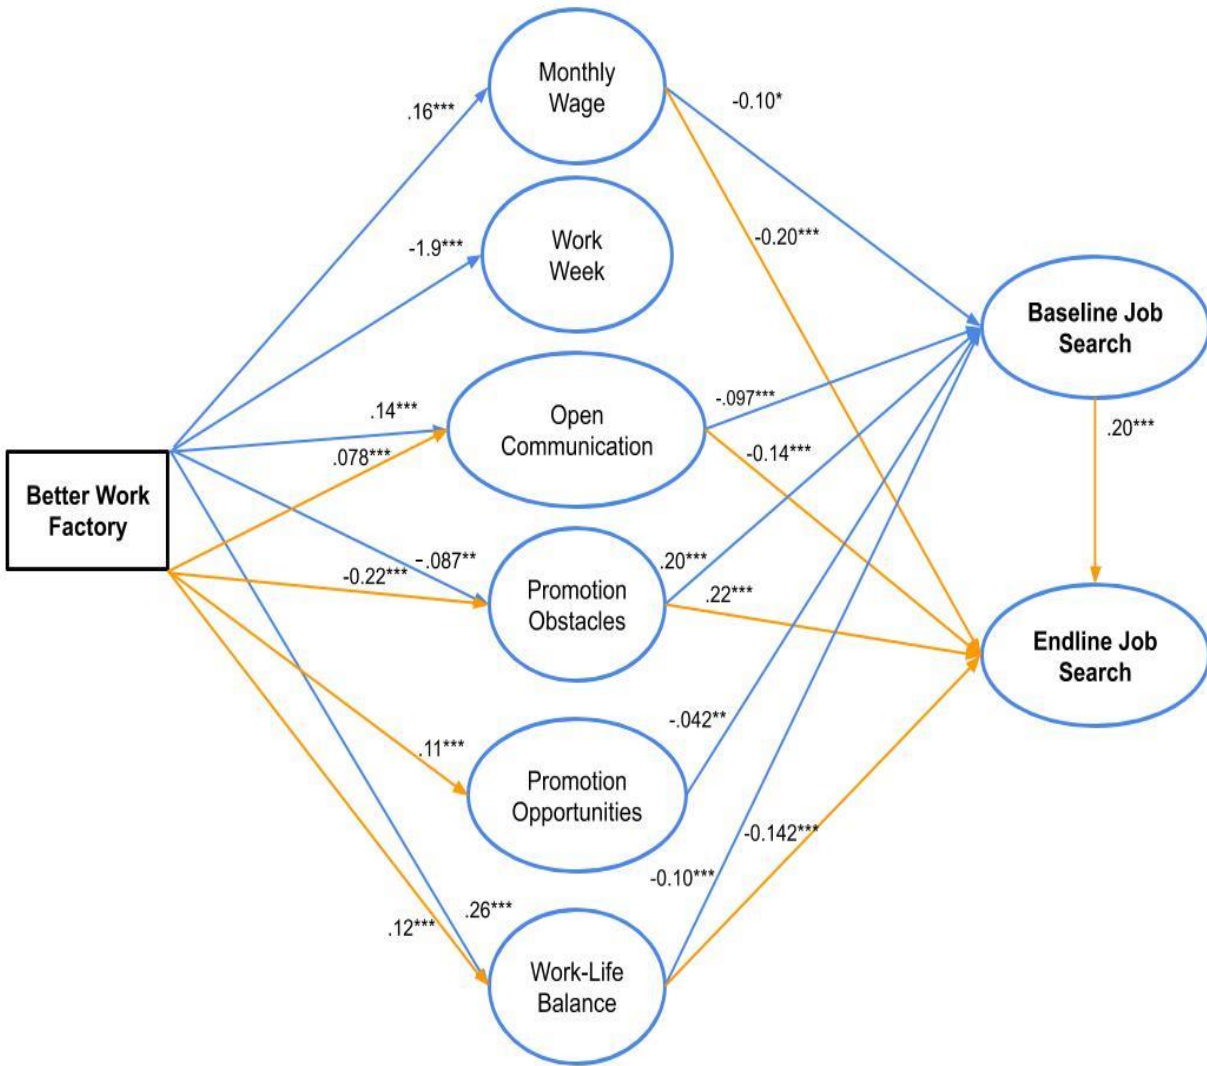 Monthly
Wage
.16***
-0.10*
Work
Week
-1.9***
-0.20***
Baseline Job
Search
Open
Communication
.14***
.078***
-.097***
-0.14***
.20***
Better Work
Factory
-.087**
-0.22***
Promotion
Obstacles
.20***
.22***
Endline Job
Search
Promotion
Opportunities
.11***
-.042**
-0.142***
-0.10***
.26***
.12***
Work-Life
Balance